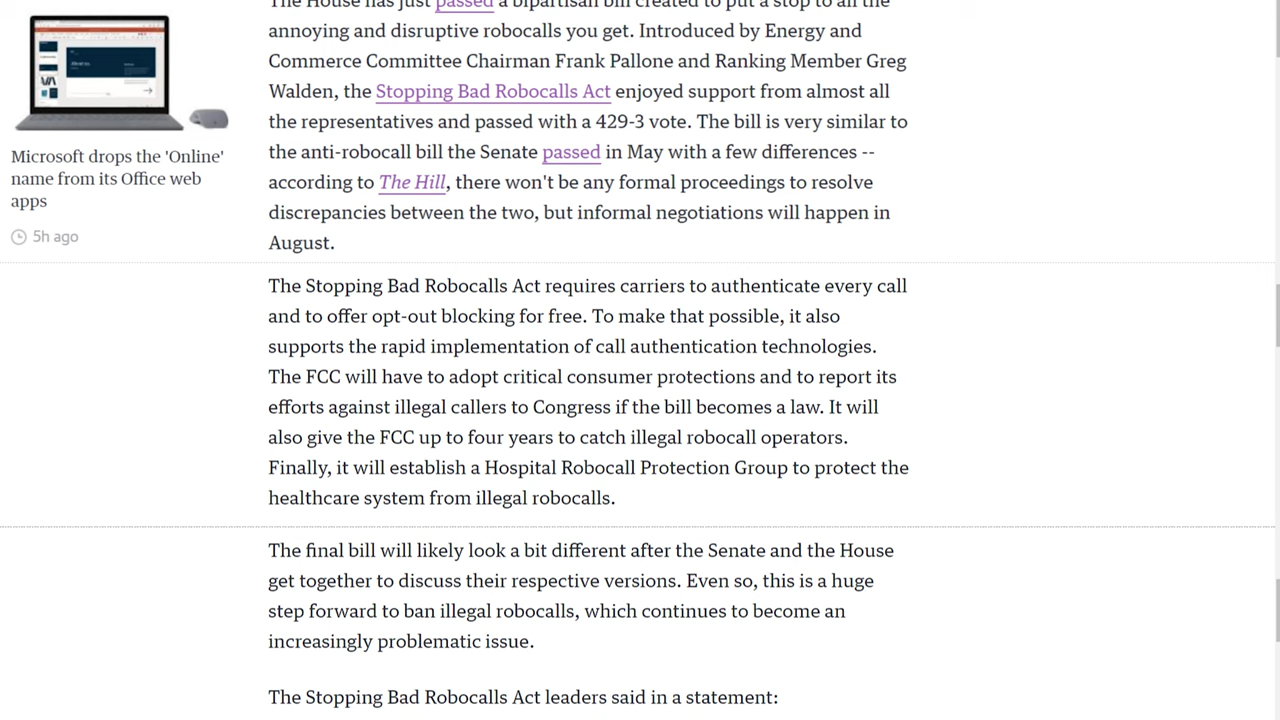 The House has just passed a bipartisan bill created to put a stop to all the
annoying and disruptive robocalls you get. Introduced by Energy and
Commerce Committee Chairman Frank Pallone and Ranking Member Greg
Walden, the Stopping Bad Robocalls Act enjoyed support from almost all
the representatives and passed with a 429-3 vote. The bill is very similar to
the anti-robocall bill the Senate passed in May with a few differences --
according to The Hill, there won't be any formal proceedings to resolve
discrepancies between the two, but informal negotiations will happen in
August.
Microsoft drops the 'Online'
name from its Office web
apps
5h ago
The Stopping Bad Robocalls Act requires carriers to authenticate every call
and to offer opt-out blocking for free. To make that possible, it also
supports the rapid implementation of call authentication technologies.
The FCC will have to adopt critical consumer protections and to report its
efforts against illegal callers to Congress if the bill becomes a law. It will
also give the FCC up to four years to catch illegal robocall operators.
Finally, it will establish a Hospital Robocall Protection Group to protect the
healthcare system from illegal robocalls.
The final bill will likely look a bit different after the Senate and the House
get together to discuss their respective versions. Even so, this is a huge
step forward to ban illegal robocalls, which continues to become an
increasingly problematic issue.
The Stopping Bad Robocalls Act leaders said in a statement: